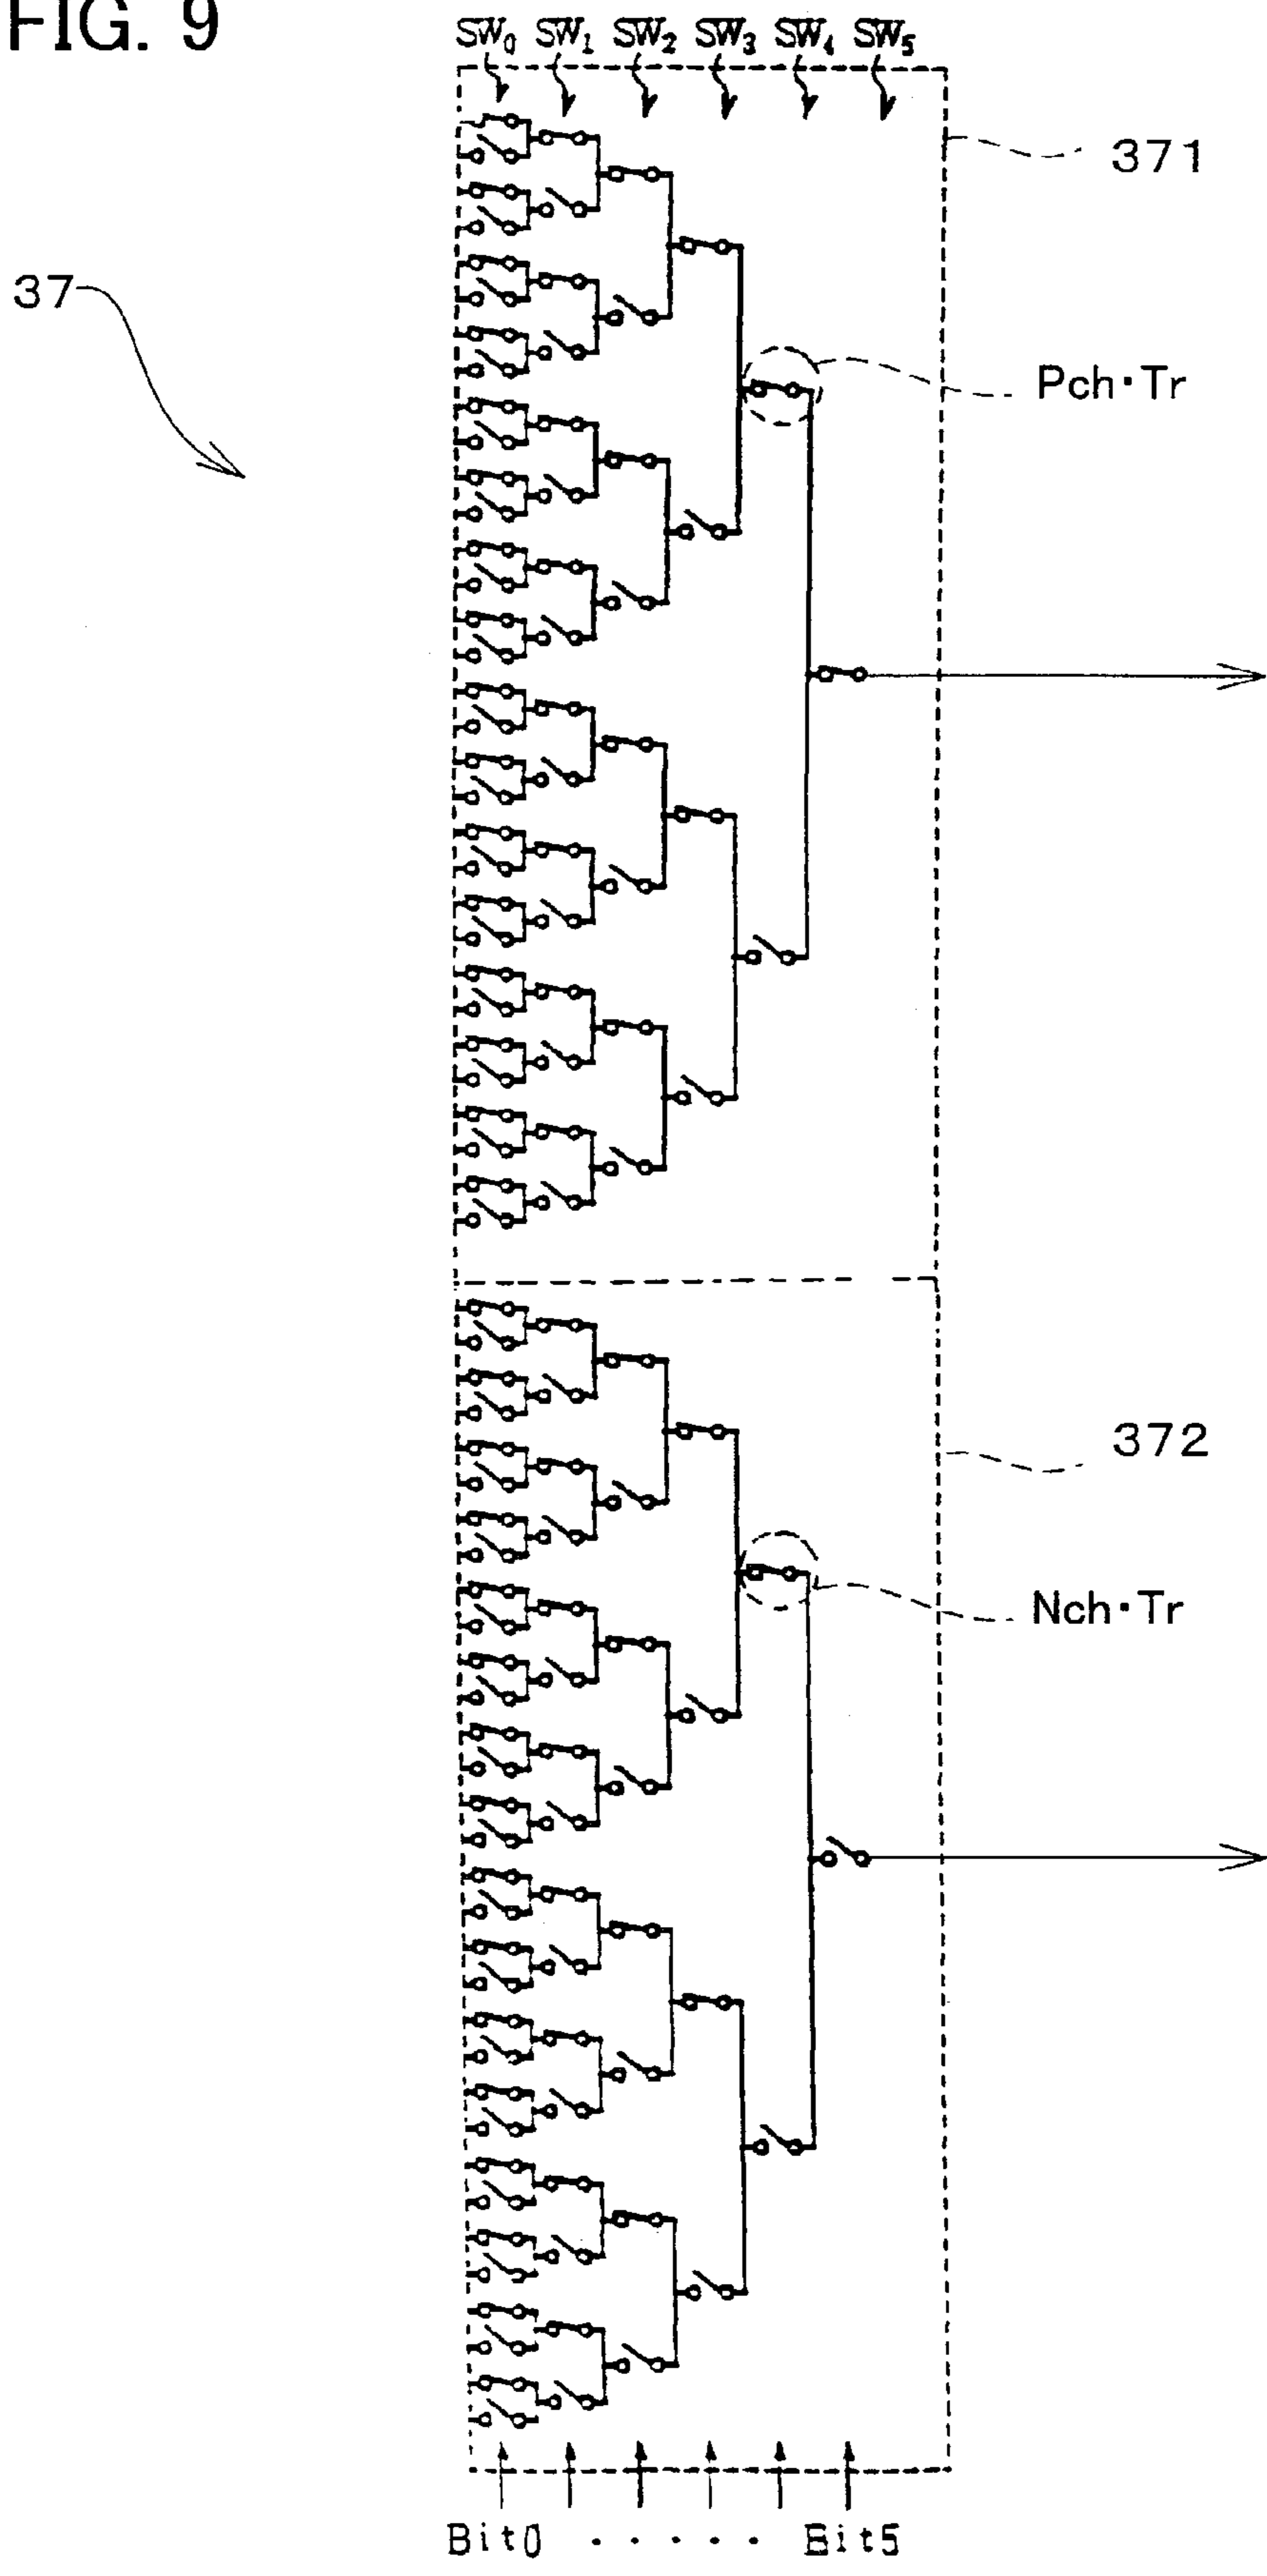 FIG. 9
SW₀ SW₁ SW₂ SW₃ SW₄ SW₅
371
37
Pch·Tr
372
Nch·Tr
Bit0 · · · · · Bit5